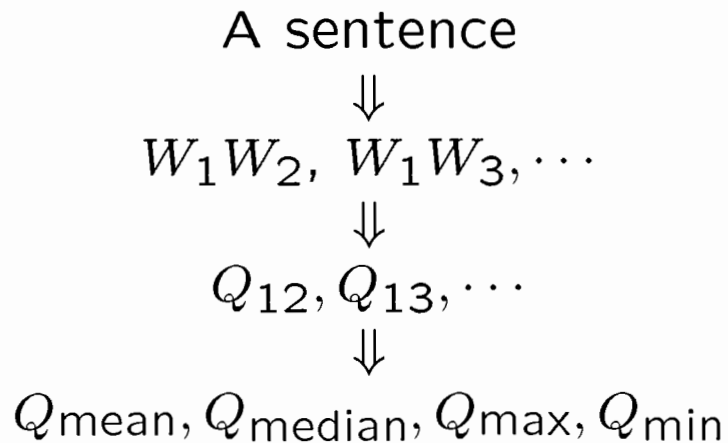 A sentence
⇓
W₁W₂, W₁W₃, ⋯
⇓
Q₁₂, Q₁₃, ⋯
⇓
Qmean, Qmedian, Qmax, Qmin